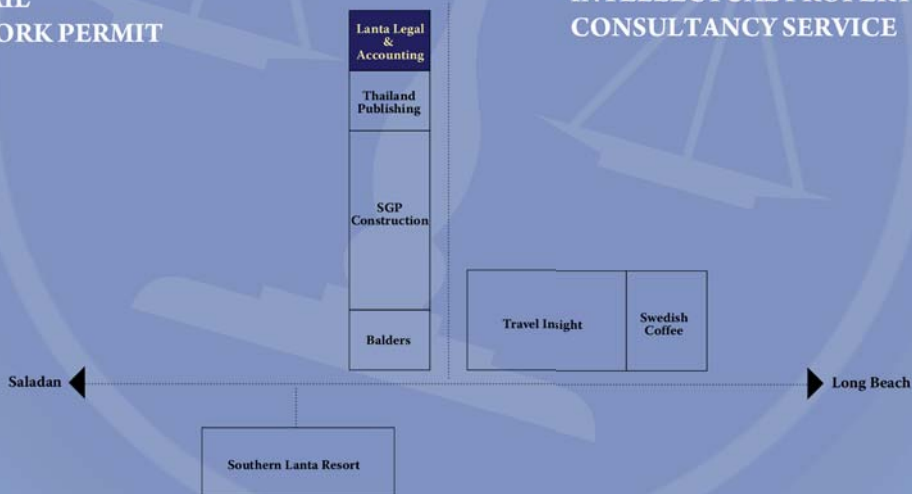 ORK PERMIT
CONSULTANCY SERVICE
Lanta Legal
&
Accounting
Thailand
Publishing
SGP
Construction
Balders
Travel Insight
Swedish
Coffee
Saladan
Long Beach
Southern Lanta Resort